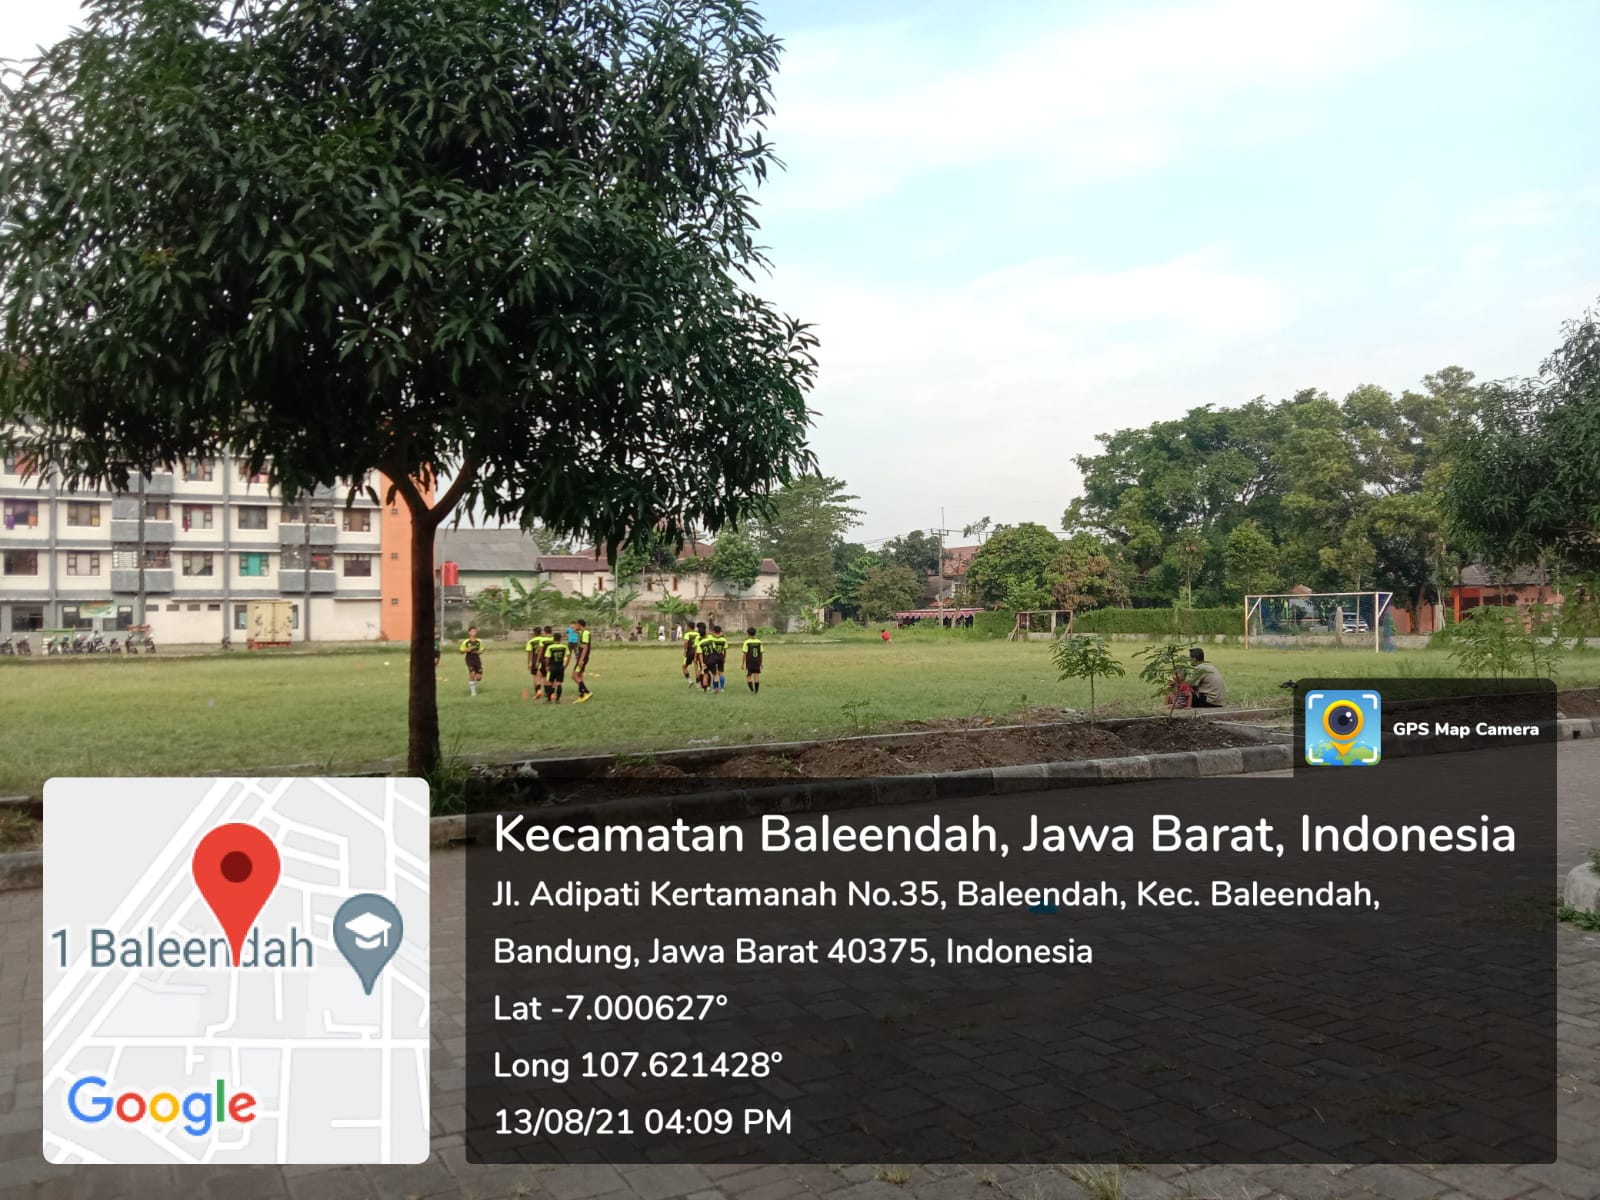 GPS Map Camera
Kecamatan Baleendah, Jawa Barat, Indonesia
Jl. Adipati Kertamanah No.35, Baleendah, Kec. Baleendah,
Bandung, Jawa Barat 40375, Indonesia
Lat -7.000627°
Long 107.621428°
13/08/21 04:09 PM
1 Baleendah
Google